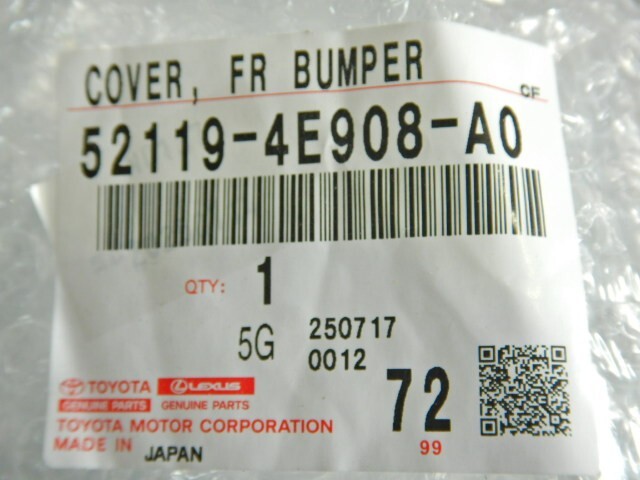 COVER, FR BUMPER
CF
52119-4E908-A0
QTY: 1
5G 250717
0012
72
99
TOYOTA LEXUS
GENUINE PARTS GENUINE PARTS
TOYOTA MOTOR CORPORATION
MADE IN JAPAN